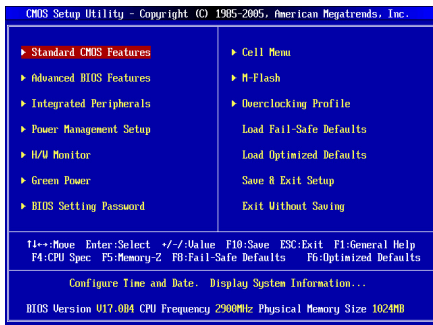 CMOS Setup Utility - Copyright (C) 1985-2005, American Megatrends, Inc.
▶ Standard CMOS Features
▶ Advanced BIOS Features
▶ Integrated Peripherals
▶ Power Management Setup
▶ H/W Monitor
▶ Green Power
▶ BIOS Setting Password
▶ Cell Menu
▶ M-Flash
▶ Overclocking Profile
Load Fail-Safe Defaults
Load Optimized Defaults
Save & Exit Setup
Exit Without Saving
↑↓←→:Move Enter:Select +/-/:Value F10:Save ESC:Exit F1:General Help
F4:CPU Spec F5:Memory-Z F8:Fail-Safe Defaults F6:Optimized Defaults
Configure Time and Date. Display System Information...
BIOS Version V17.0B4 CPU Frequency 2900MHz Physical Memory Size 1024MB